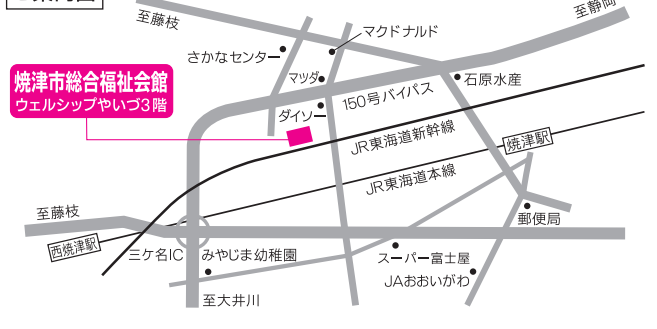 ご案内図
至藤枝
至静岡
マクドナルド
さかなセンター
焼津市総合福祉会館
ウェルシップやいづ3階
マツダ
石原水産
ダイソー
150号バイパス
JR東海道新幹線
焼津駅
JR東海道本線
至藤枝
郵便局
西焼津駅
三ケ名IC
みやじま幼稚園
スーパー富士屋
JAおおいがわ
至大井川